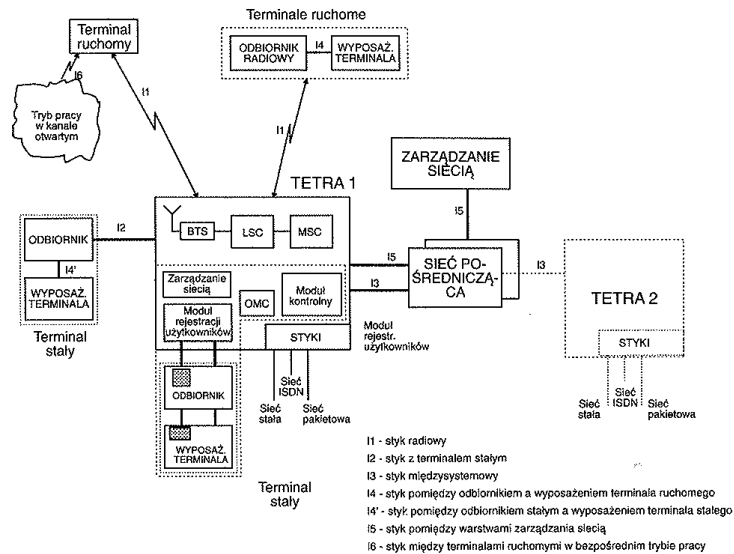 Terminale ruchome
Terminal
ruchomy
ODBIORNIK
RADIOWY
I4
WYPOSAŻ.
TERMINALA
I6
I1
I1
Tryb pracy
w kanale
otwartym
ZARZĄDZANIE
SIECIĄ
TETRA 1
I5
BTS
LSC
MSC
I2
ODBIORNIK
I4'
WYPOSAŻ.
TERMINALA
Terminal
stały
Zarządzanie
siecią
Moduł
rejestracji
użytkowników
OMC
Moduł
kontrolny
STYKI
I5
I3
SIEĆ PO-
ŚREDNICZĄ-
CA
I3
TETRA 2
STYKI
Moduł
rejestr.
użytkowników
Sieć
stała
Sieć
ISDN
Sieć
pakietowa
Sieć
stała
Sieć
ISDN
Sieć
pakietowa
ODBIORNIK
WYPOSAŻ.
TERMINALA
Terminal
stały
I1 - styk radiowy
I2 - styk z terminalem stałym
I3 - styk międzysystemowy
I4 - styk pomiędzy odbiornikiem a wyposażeniem terminala ruchomego
I4' - styk pomiędzy odbiornikiem stałym a wyposażeniem terminala stałego
I5 - styk pomiędzy warstwami zarządzania siecią
I6 - styk między terminalami ruchomymi w bezpośrednim trybie pracy